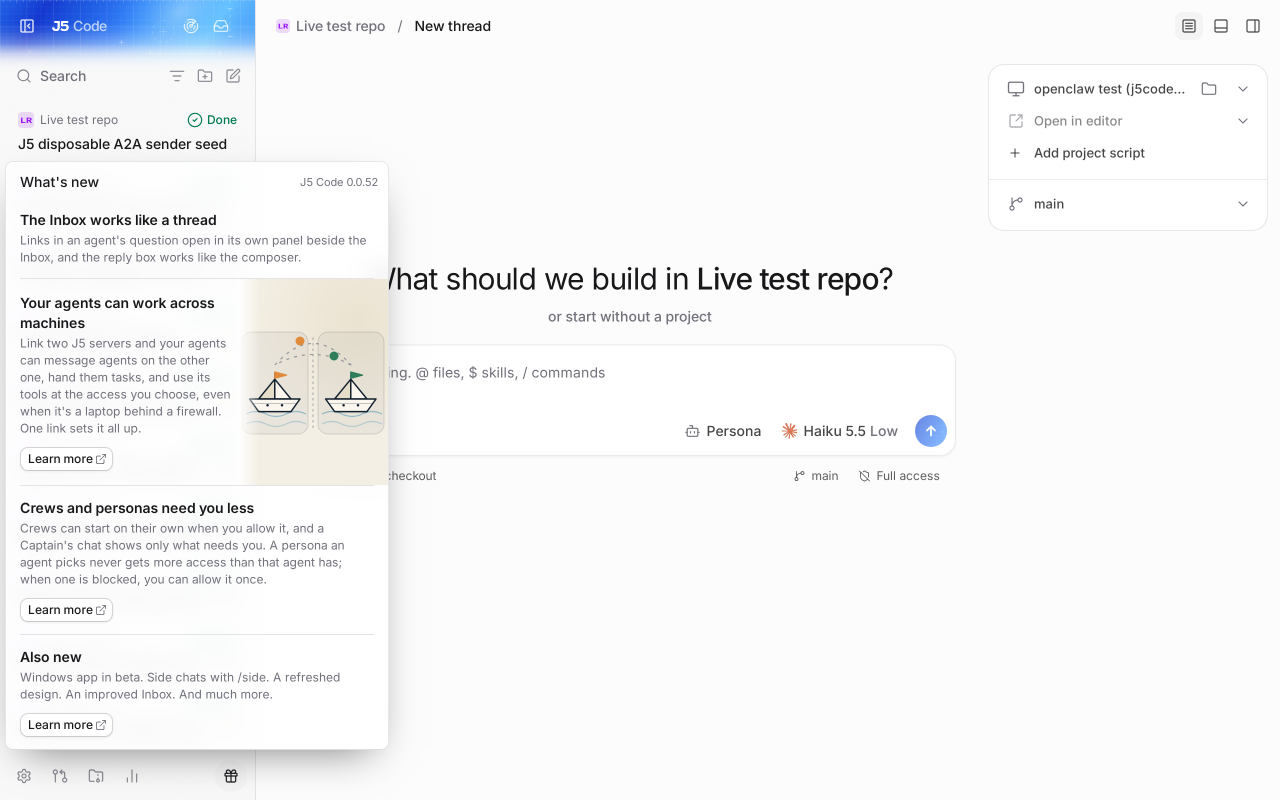 J5 Code
LR Live test repo / New thread
Search
LR Live test repo
Done
J5 disposable A2A sender seed
What's new
J5 Code 0.0.52
The Inbox works like a thread
Links in an agent's question open in its own panel beside the
Inbox, and the reply box works like the composer.
Your agents can work across
machines
Link two J5 servers and your agents
can message agents on the other
one, hand them tasks, and use its
tools at the access you choose, even
when it's a laptop behind a firewall.
One link sets it all up.
Learn more
Crews and personas need you less
Crews can start on their own when you allow it, and a
Captain's chat shows only what needs you. A persona an
agent picks never gets more access than that agent has;
when one is blocked, you can allow it once.
Learn more
Also new
Windows app in beta. Side chats with /side. A refreshed
design. An improved Inbox. And much more.
Learn more
hat should we build in Live test repo?
or start without a project
ing. @ files, $ skills, / commands
Persona
Haiku 5.5 Low
checkout
main
Full access
openclaw test (j5code...
Open in editor
Add project script
main